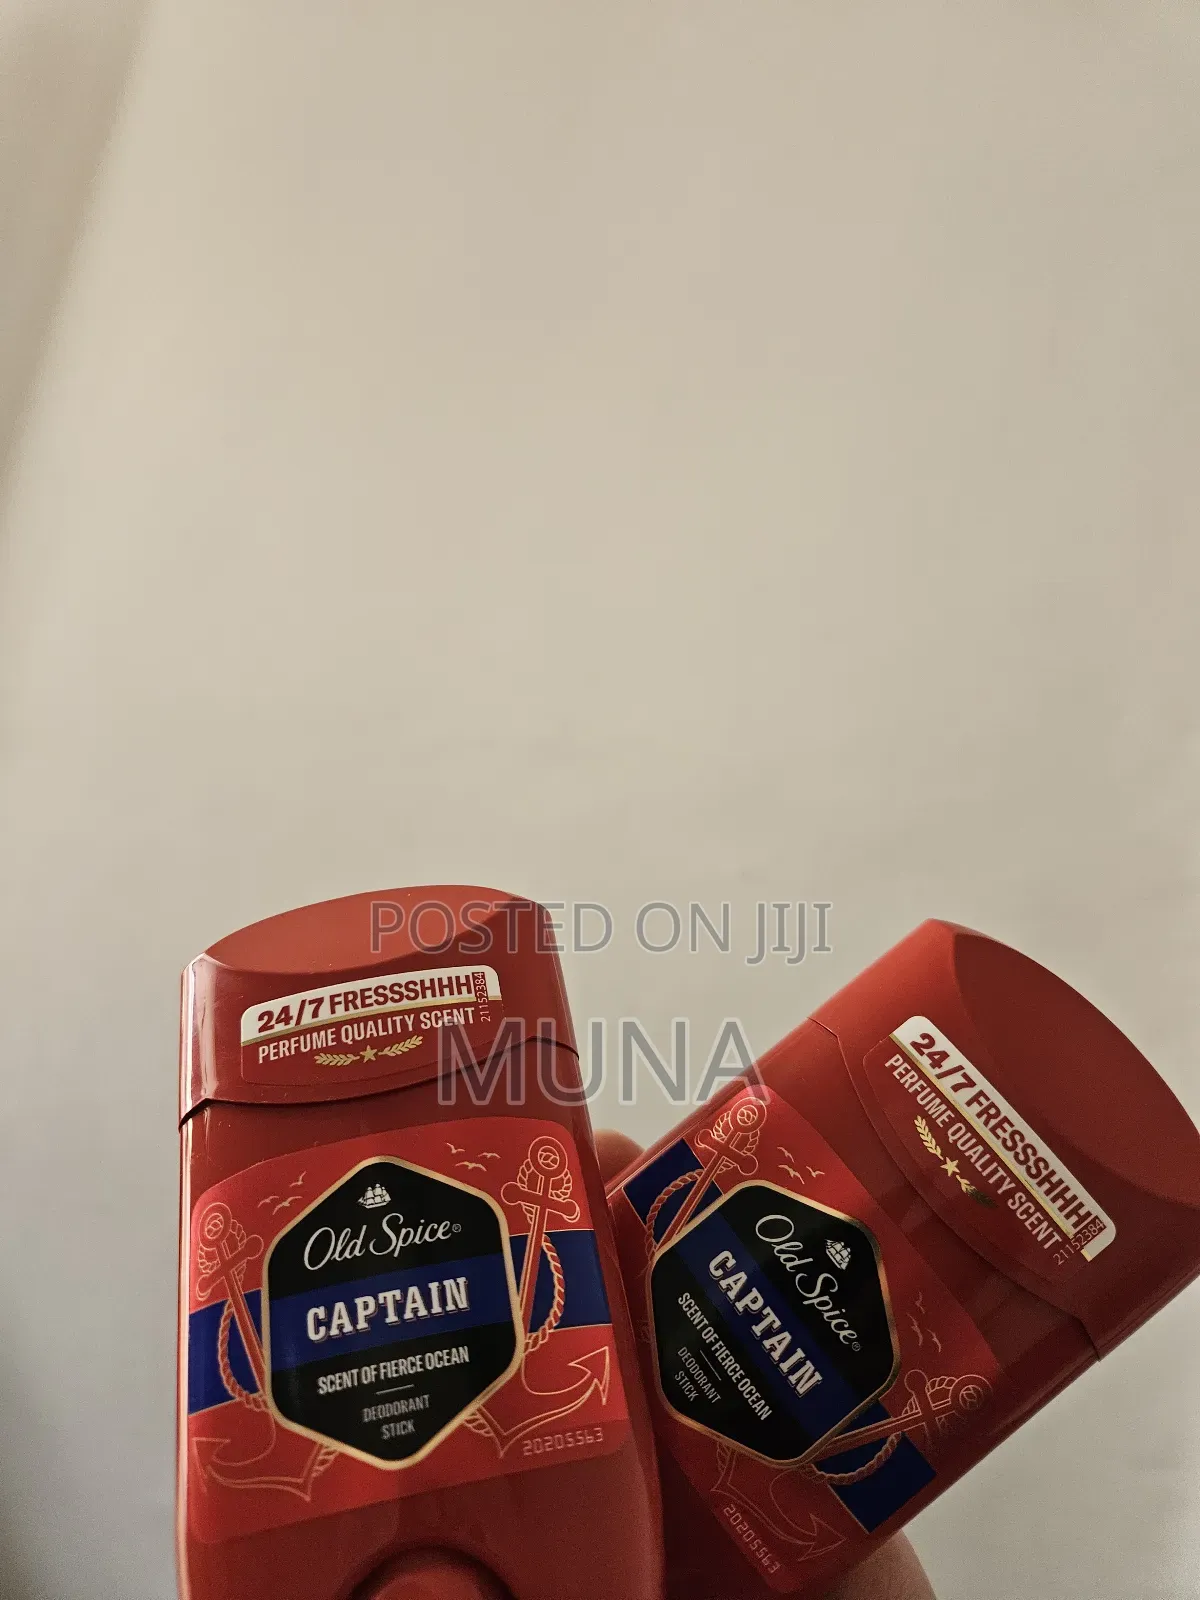 POSTED ON JIJI
MUNA
24/7 FRESSSHHH
21152384
PERFUME QUALITY SCENT
Old Spice®
CAPTAIN
SCENT OF FIERCE OCEAN
DEODORANT
STICK
20205563
24/7 FRESSSHHH
PERFUME QUALITY SCENT
21152384
Old Spice®
CAPTAIN
SCENT OF FIERCE OCEAN
DEODORANT
STICK
20205563